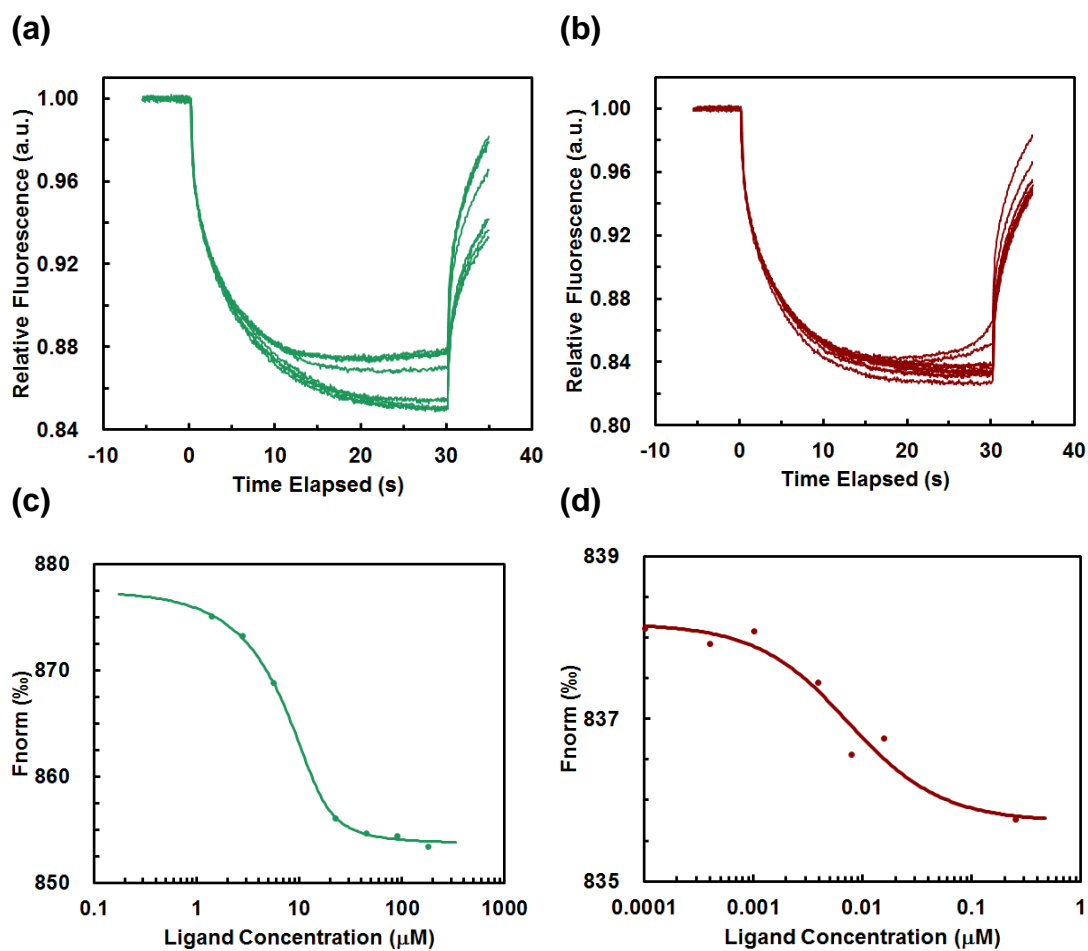 (a)
Relative Fluorescence (a.u.)
1.00
0.96
0.92
0.88
0.84
-10 0 10 20 30 40
Time Elapsed (s)
(b)
Relative Fluorescence (a.u.)
1.00
0.96
0.92
0.88
0.84
0.80
-10 0 10 20 30 40
Time Elapsed (s)
(c)
Fnorm (‰)
880
870
860
850
0.1 1 10 100 1000
Ligand Concentration (µM)
(d)
Fnorm (‰)
839
837
835
0.0001 0.001 0.01 0.1 1
Ligand Concentration (µM)